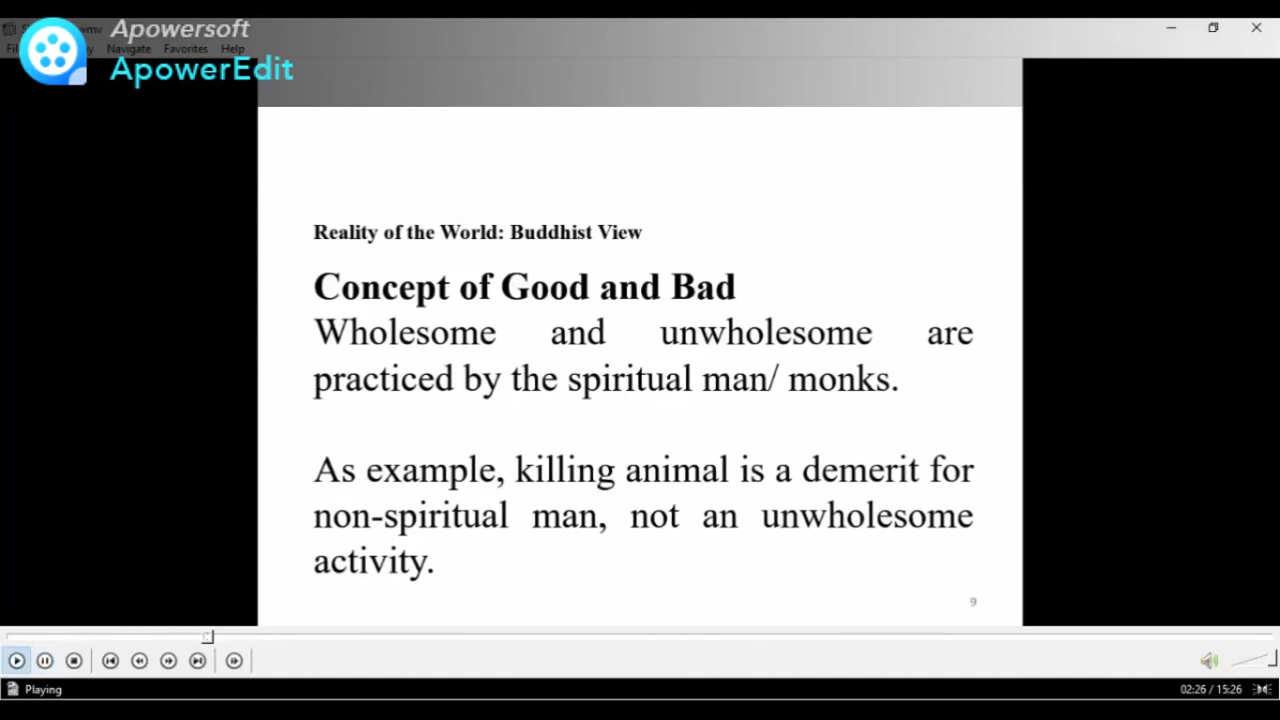 Apowersoft
ApowerEdit
Navigate Favorites Help
Reality of the World: Buddhist View
Concept of Good and Bad
Wholesome and unwholesome are
practiced by the spiritual man/ monks.
As example, killing animal is a demerit for
non-spiritual man, not an unwholesome
activity.
9
Playing
02:26 / 15:26